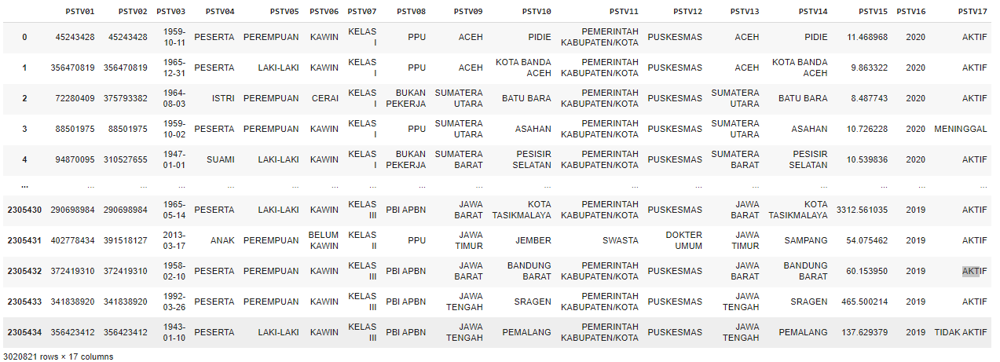 PSTV01 PSTV02 PSTV03 PSTV04 PSTV05 PSTV06 PSTV07 PSTV08 PSTV09 PSTV10 PSTV11 PSTV12 PSTV13 PSTV14 PSTV15 PSTV16 PSTV17
0 45243428 45243428 1959-10-11 PESERTA PEREMPUAN KAWIN KELAS I PPU ACEH PIDIE PEMERINTAH KABUPATEN/KOTA PUSKESMAS ACEH PIDIE 11.468968 2020 AKTIF
1 356470819 356470819 1965-12-31 PESERTA LAKI-LAKI KAWIN KELAS I PPU ACEH KOTA BANDA ACEH PEMERINTAH KABUPATEN/KOTA PUSKESMAS ACEH KOTA BANDA ACEH 9.863322 2020 AKTIF
2 72280409 375793382 1964-08-03 ISTRI PEREMPUAN CERAI KELAS I BUKAN PEKERJA SUMATERA UTARA BATU BARA PEMERINTAH KABUPATEN/KOTA PUSKESMAS SUMATERA UTARA BATU BARA 8.487743 2020 AKTIF
3 88501975 88501975 1959-10-02 PESERTA PEREMPUAN KAWIN KELAS I PPU SUMATERA UTARA ASAHAN PEMERINTAH KABUPATEN/KOTA PUSKESMAS SUMATERA UTARA ASAHAN 10.726228 2020 MENINGGAL
4 94870095 310527655 1947-01-01 SUAMI LAKI-LAKI KAWIN KELAS I BUKAN PEKERJA SUMATERA BARAT PESISIR SELATAN PEMERINTAH KABUPATEN/KOTA PUSKESMAS SUMATERA BARAT PESISIR SELATAN 10.539836 2020 AKTIF
... ... ... ... ... ... ... ... ... ... ... ... ... ... ... ... ... ...
2305430 290698984 290698984 1965-05-14 PESERTA LAKI-LAKI KAWIN KELAS III PBI APBN JAWA BARAT KOTA TASIKMALAYA PEMERINTAH KABUPATEN/KOTA PUSKESMAS JAWA BARAT KOTA TASIKMALAYA 3312.561035 2019 AKTIF
2305431 402778434 391518127 2013-03-17 ANAK PEREMPUAN BELUM KAWIN KELAS II PPU JAWA TIMUR JEMBER SWASTA DOKTER UMUM JAWA TIMUR SAMPANG 54.075462 2019 AKTIF
2305432 372419310 372419310 1958-02-10 PESERTA PEREMPUAN KAWIN KELAS III PBI APBN JAWA BARAT BANDUNG BARAT PEMERINTAH KABUPATEN/KOTA PUSKESMAS JAWA BARAT BANDUNG BARAT 60.153950 2019 AKTIF
2305433 341838920 341838920 1992-03-26 PESERTA PEREMPUAN KAWIN KELAS III PBI APBN JAWA TENGAH SRAGEN PEMERINTAH KABUPATEN/KOTA PUSKESMAS JAWA TENGAH SRAGEN 465.500214 2019 AKTIF
2305434 356423412 356423412 1943-01-10 PESERTA LAKI-LAKI KAWIN KELAS III PBI APBN JAWA TENGAH PEMALANG PEMERINTAH KABUPATEN/KOTA PUSKESMAS JAWA TENGAH PEMALANG 137.629379 2019 TIDAK AKTIF
3020821 rows × 17 columns